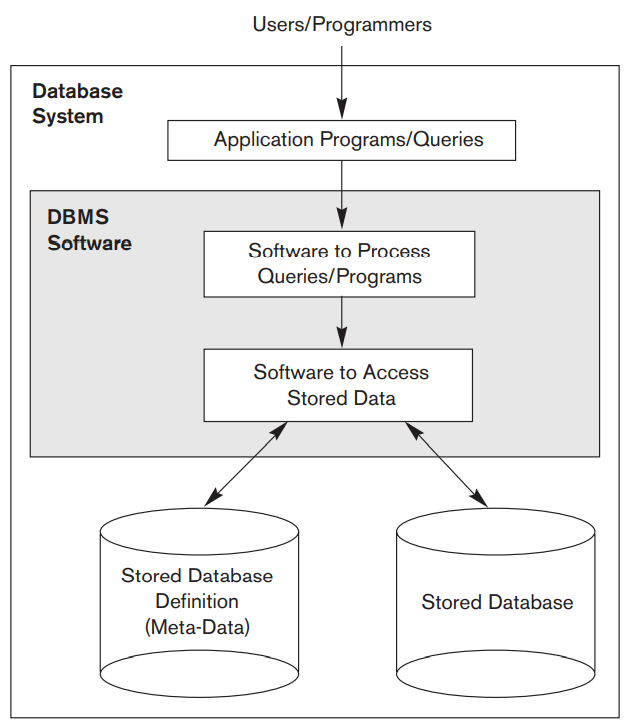 Users/Programmers
Database
System
Application Programs/Queries
DBMS
Software
Software to Process
Queries/Programs
Software to Access
Stored Data
Stored Database
Definition
(Meta-Data)
Stored Database